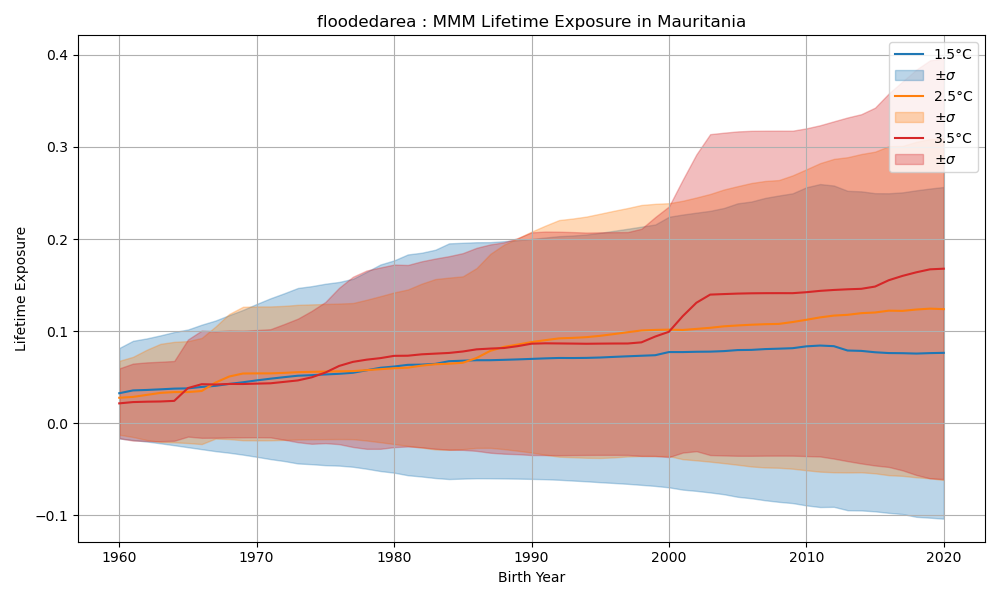 floodedarea : MMM Lifetime Exposure in Mauritania
Lifetime Exposure
0.4
0.3
0.2
0.1
0.0
−0.1
1.5°C
±σ
2.5°C
±σ
3.5°C
±σ
1960 1970 1980 1990 2000 2010 2020
Birth Year